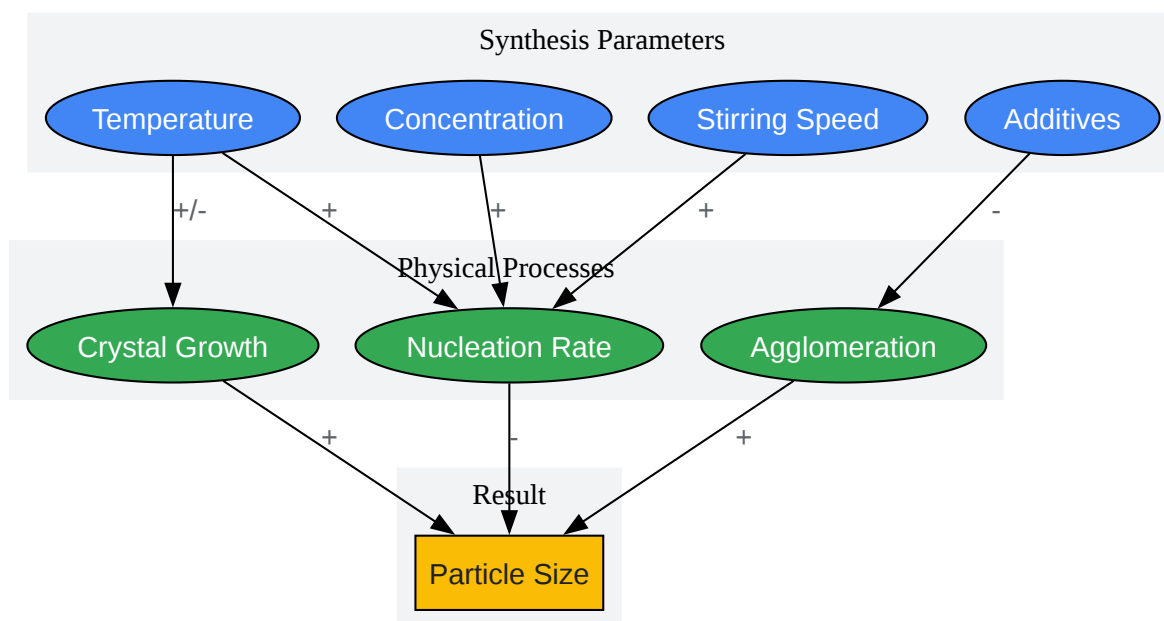 Synthesis Parameters
Temperature
Concentration
Stirring Speed
Additives
+/-
+
+
+
-
Physical Processes
Crystal Growth
Nucleation Rate
Agglomeration
+
-
+
Result
Particle Size